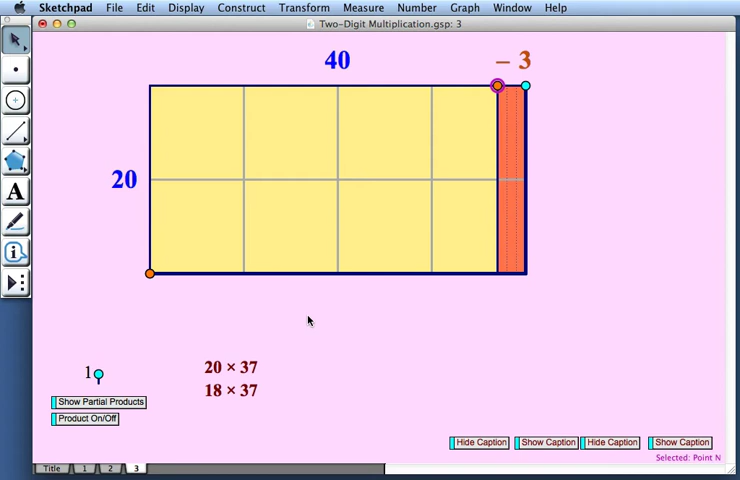 Sketchpad File Edit Display Construct Transform Measure Number Graph Window Help
Two-Digit Multiplication.gsp: 3
40 – 3
20
A
1
20 × 37
18 × 37
Show Partial Products
Product On/Off
Hide Caption Show Caption Hide Caption Show Caption
Selected: Point N
Title 1 2 3